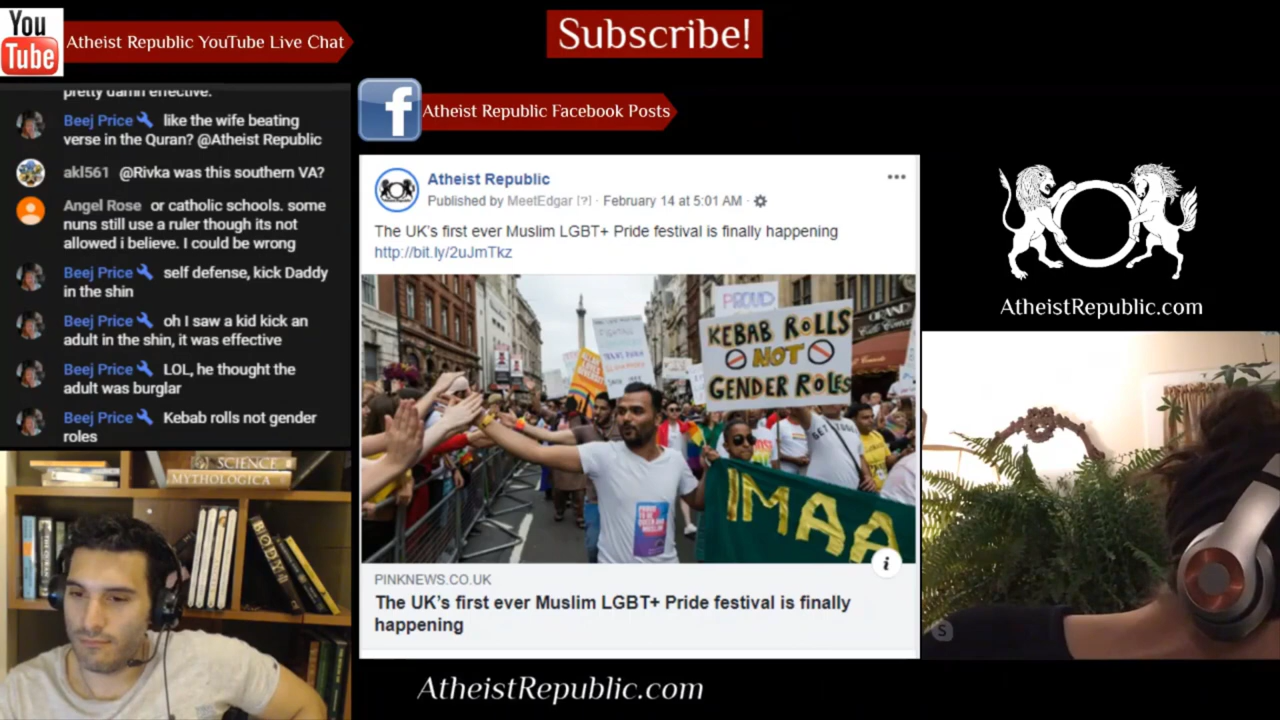 You
Tube
Atheist Republic YouTube Live Chat
Subscribe!
pretty damn effective.
Beej Price like the wife beating
verse in the Quran? @Atheist Republic
akl561 @Rivka was this southern VA?
Angel Rose or catholic schools. some
nuns still use a ruler though its not
allowed i believe. I could be wrong
Beej Price self defense, kick Daddy
in the shin
Beej Price oh I saw a kid kick an
adult in the shin, it was effective
Beej Price LOL, he thought the
adult was burglar
Beej Price Kebab rolls not gender
roles
f
Atheist Republic Facebook Posts
Atheist Republic
Published by MeetEdgar [?] · February 14 at 5:01 AM ·
The UK's first ever Muslim LGBT+ Pride festival is finally happening
http://bit.ly/2uJmTkz
PROUD
KEBAB ROLLS
NOT
GENDER ROLES
IMAA
i
PINKNEWS.CO.UK
The UK's first ever Muslim LGBT+ Pride festival is finally
happening
AtheistRepublic.com
SCIENCE
MYTHOLOGICA
BODY
S
AtheistRepublic.com